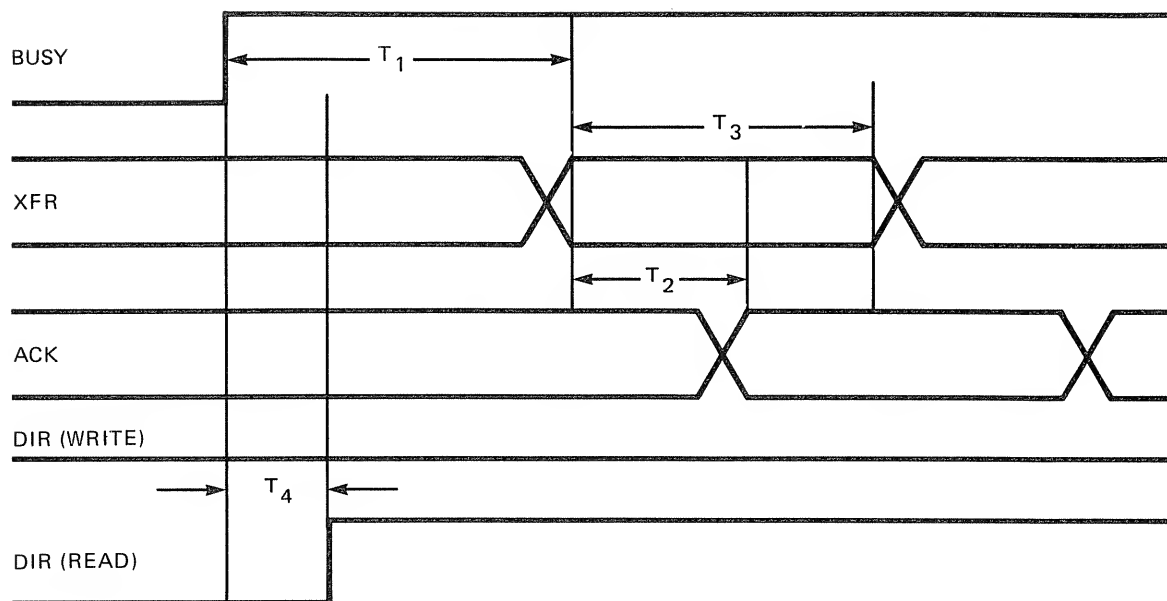 BUSY
T1
T3
XFR
T2
ACK
DIR (WRITE)
T4
DIR (READ)